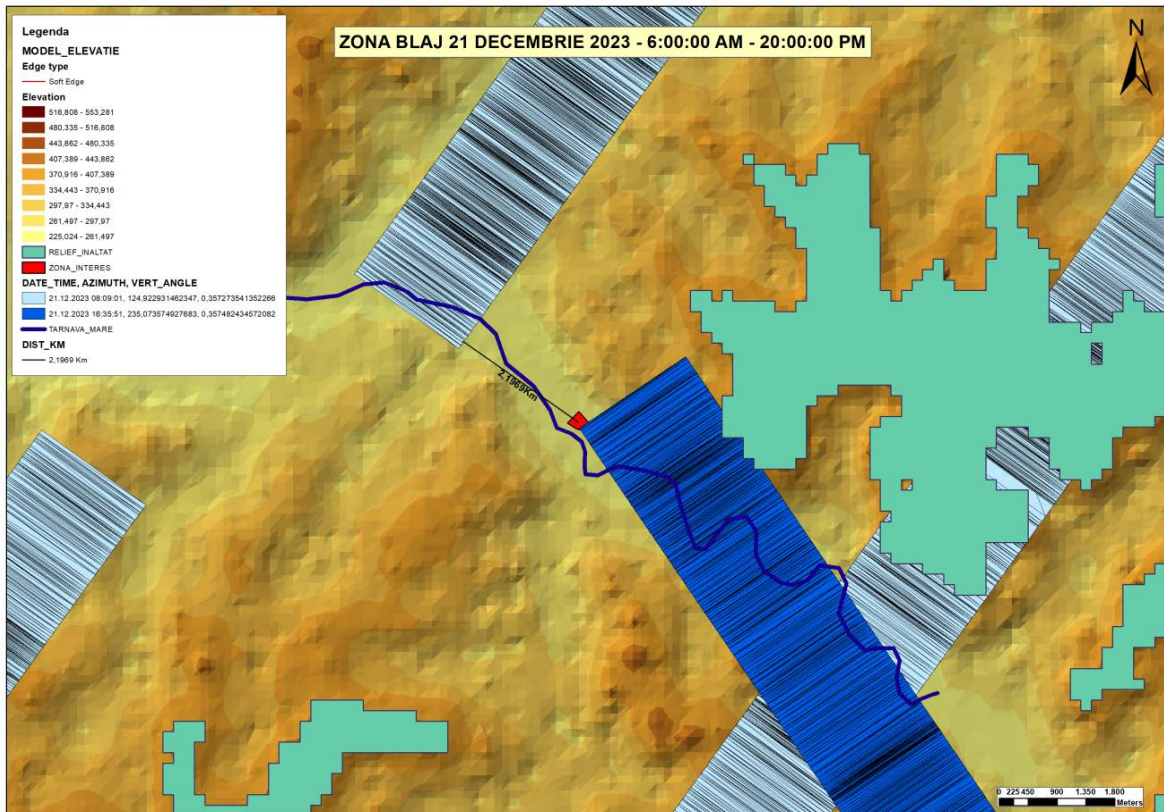 ZONA BLAJ 21 DECEMBRIE 2023 - 6:00:00 AM - 20:00:00 PM
N
Legenda
MODEL_ELEVATIE
Edge type
Soft Edge
Elevation
516,808 - 553,281
480,335 - 516,808
443,862 - 480,335
407,389 - 443,862
370,916 - 407,389
334,443 - 370,916
297,97 - 334,443
261,497 - 297,97
225,024 - 261,497
RELIEF_INALTAT
ZONA_INTERES
DATE_TIME, AZIMUTH, VERT_ANGLE
21.12.2023 08:09:01, 124,922931462347, 0,357273541352266
21.12.2023 16:35:51, 235,073574927683, 0,357482434572082
TARNAVA_MARE
DIST_KM
2,1969 Km
2,1969Km
0 225 450 900 1.350 1.800
Meters